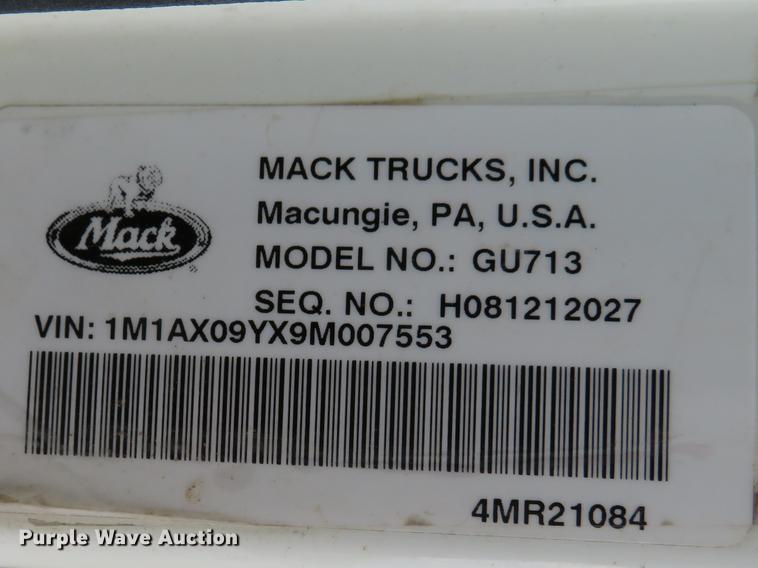 MACK TRUCKS, INC.
Macungie, PA, U.S.A.
Mack
MODEL NO.: GU713
SEQ. NO.: H081212027
VIN: 1M1AX09YX9M007553
4MR21084
Purple Wave Auction